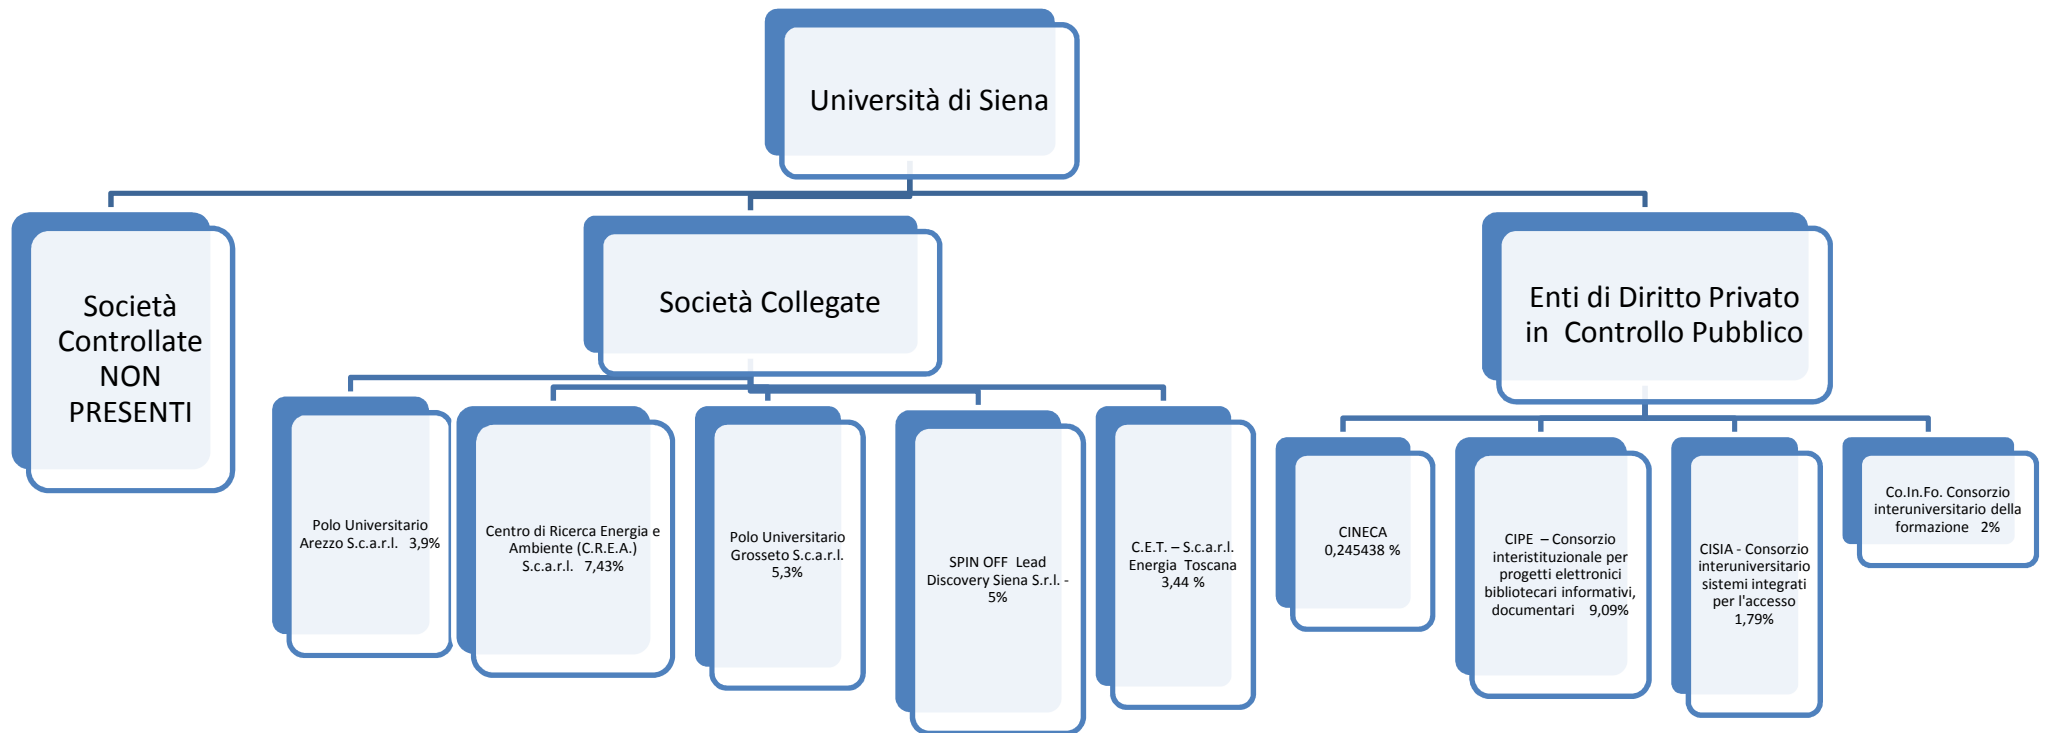 Università di Siena
Società
Controllate
NON
PRESENTI
Società Collegate
Enti di Diritto Privato
in Controllo Pubblico
Polo Universitario
Arezzo S.c.a.r.l. 3,9%
Centro di Ricerca Energia e
Ambiente (C.R.E.A.)
S.c.a.r.l. 7,43%
Polo Universitario
Grosseto S.c.a.r.l.
5,3%
SPIN OFF Lead
Discovery Siena S.r.l. -
5%
C.E.T. – S.c.a.r.l.
Energia Toscana
3,44 %
CINECA
0,245438 %
CIPE – Consorzio
interistituzionale per
progetti elettronici
bibliotecari informativi,
documentari 9,09%
CISIA - Consorzio
interuniversitario
sistemi integrati
per l'accesso
1,79%
Co.In.Fo. Consorzio
interuniversitario della
formazione 2%